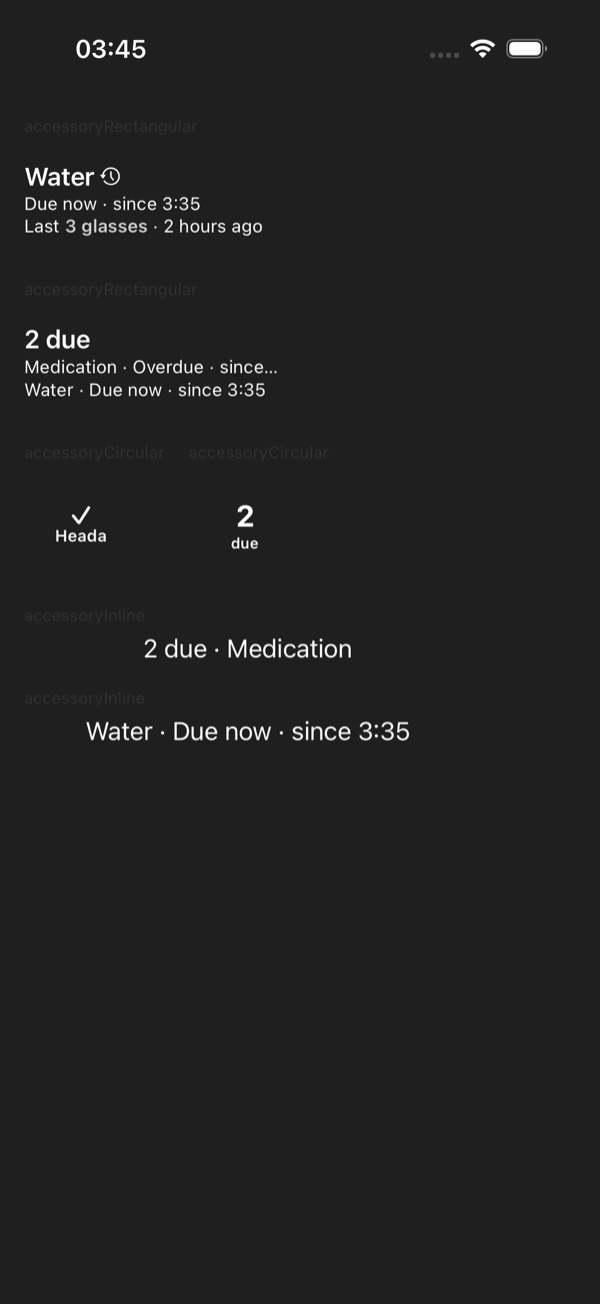 03:45
accessoryRectangular
Water
Due now · since 3:35
Last 3 glasses · 2 hours ago
accessoryRectangular
2 due
Medication · Overdue · since...
Water · Due now · since 3:35
accessoryCircular accessoryCircular
Heada
2
due
accessoryInline
2 due · Medication
accessoryInline
Water · Due now · since 3:35